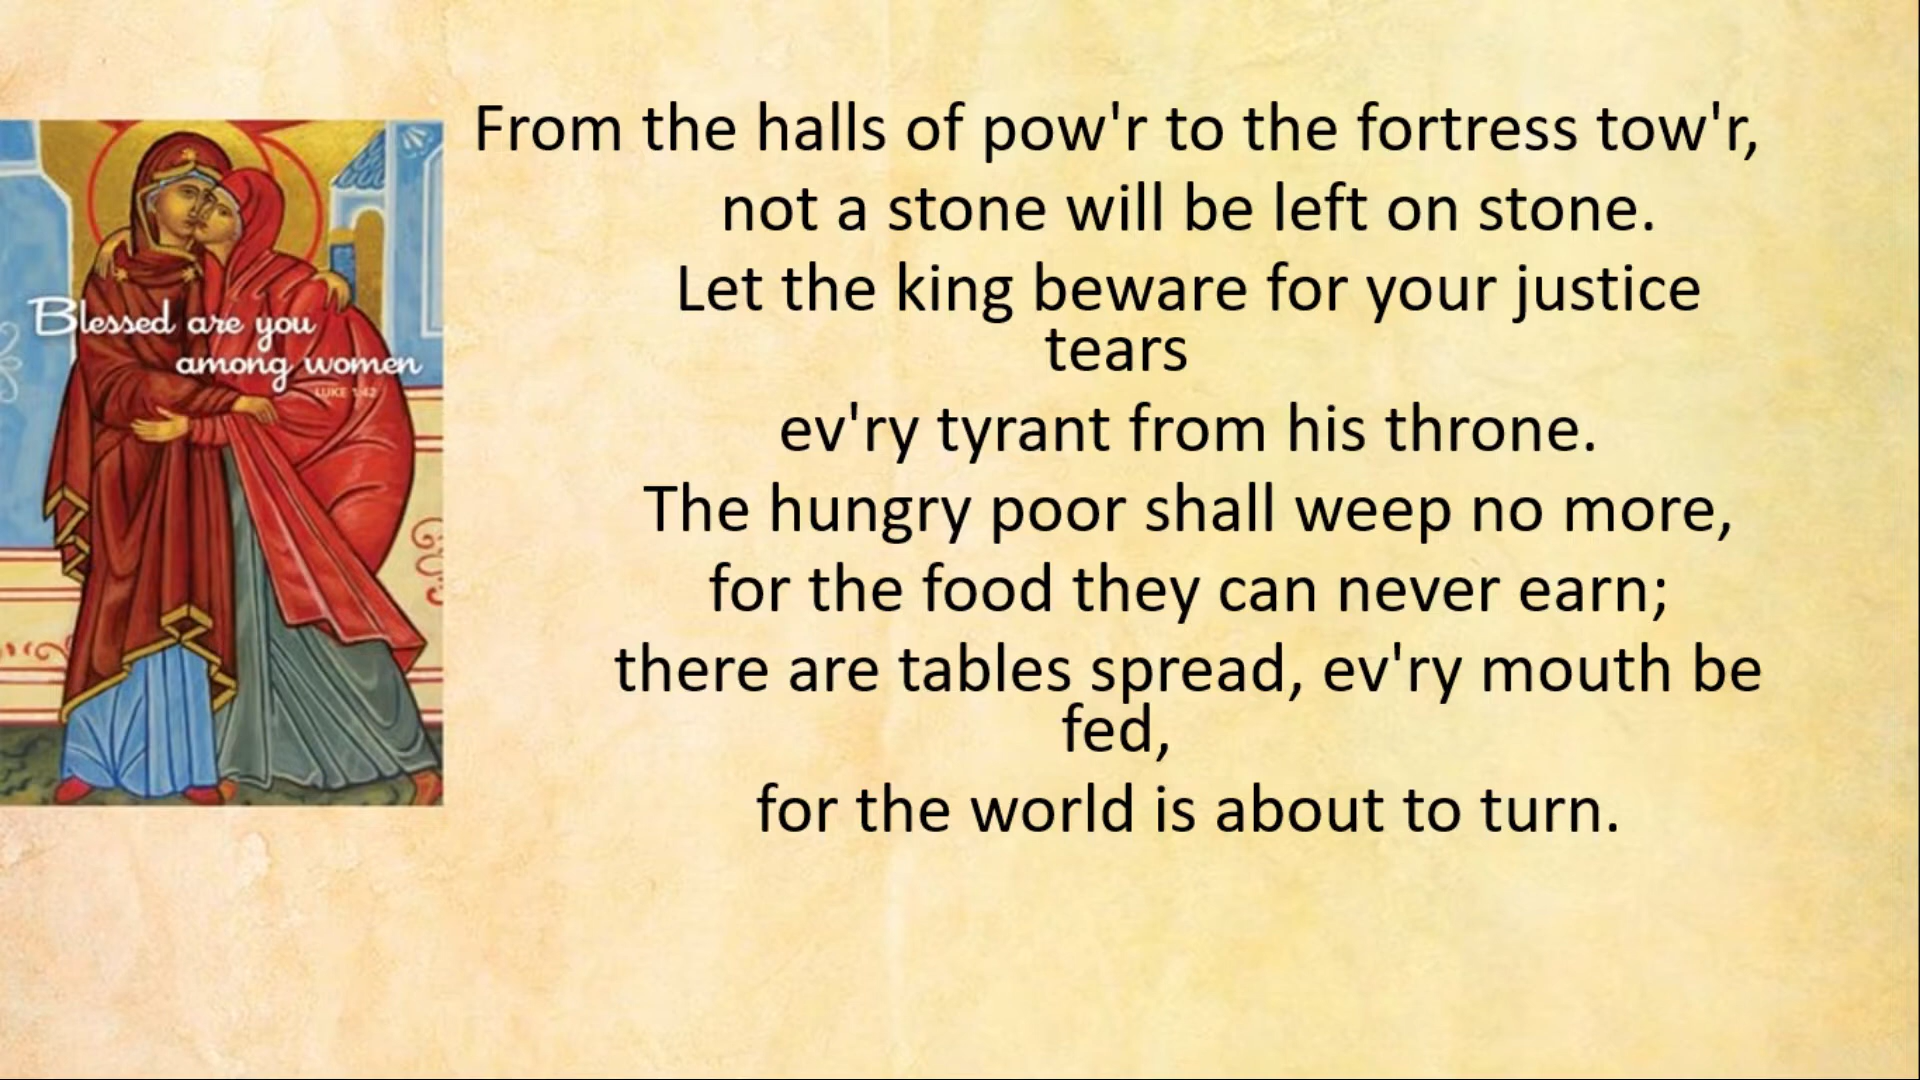 Blessed are you
among women
LUKE 1:42
From the halls of pow'r to the fortress tow'r,
not a stone will be left on stone.
Let the king beware for your justice
tears
ev'ry tyrant from his throne.
The hungry poor shall weep no more,
for the food they can never earn;
there are tables spread, ev'ry mouth be
fed,
for the world is about to turn.